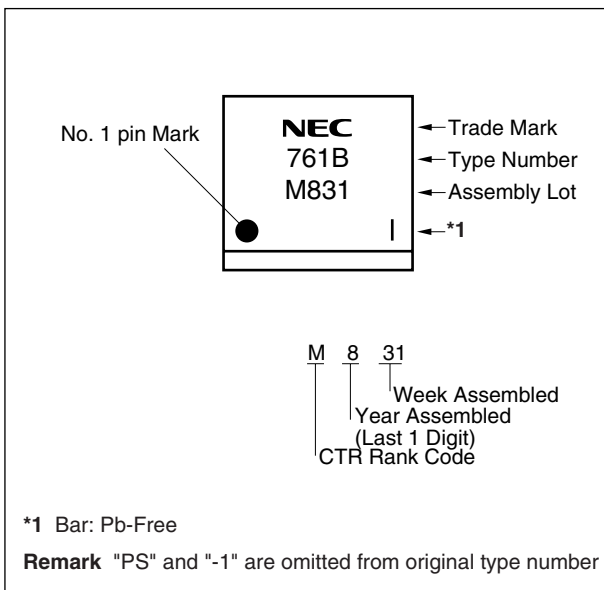 NEC
No. 1 pin Mark
Trade Mark
761B
Type Number
M831
Assembly Lot
*1
M 8 31
Week Assembled
Year Assembled
(Last 1 Digit)
CTR Rank Code
*1 Bar: Pb-Free
Remark "PS" and "-1" are omitted from original type number